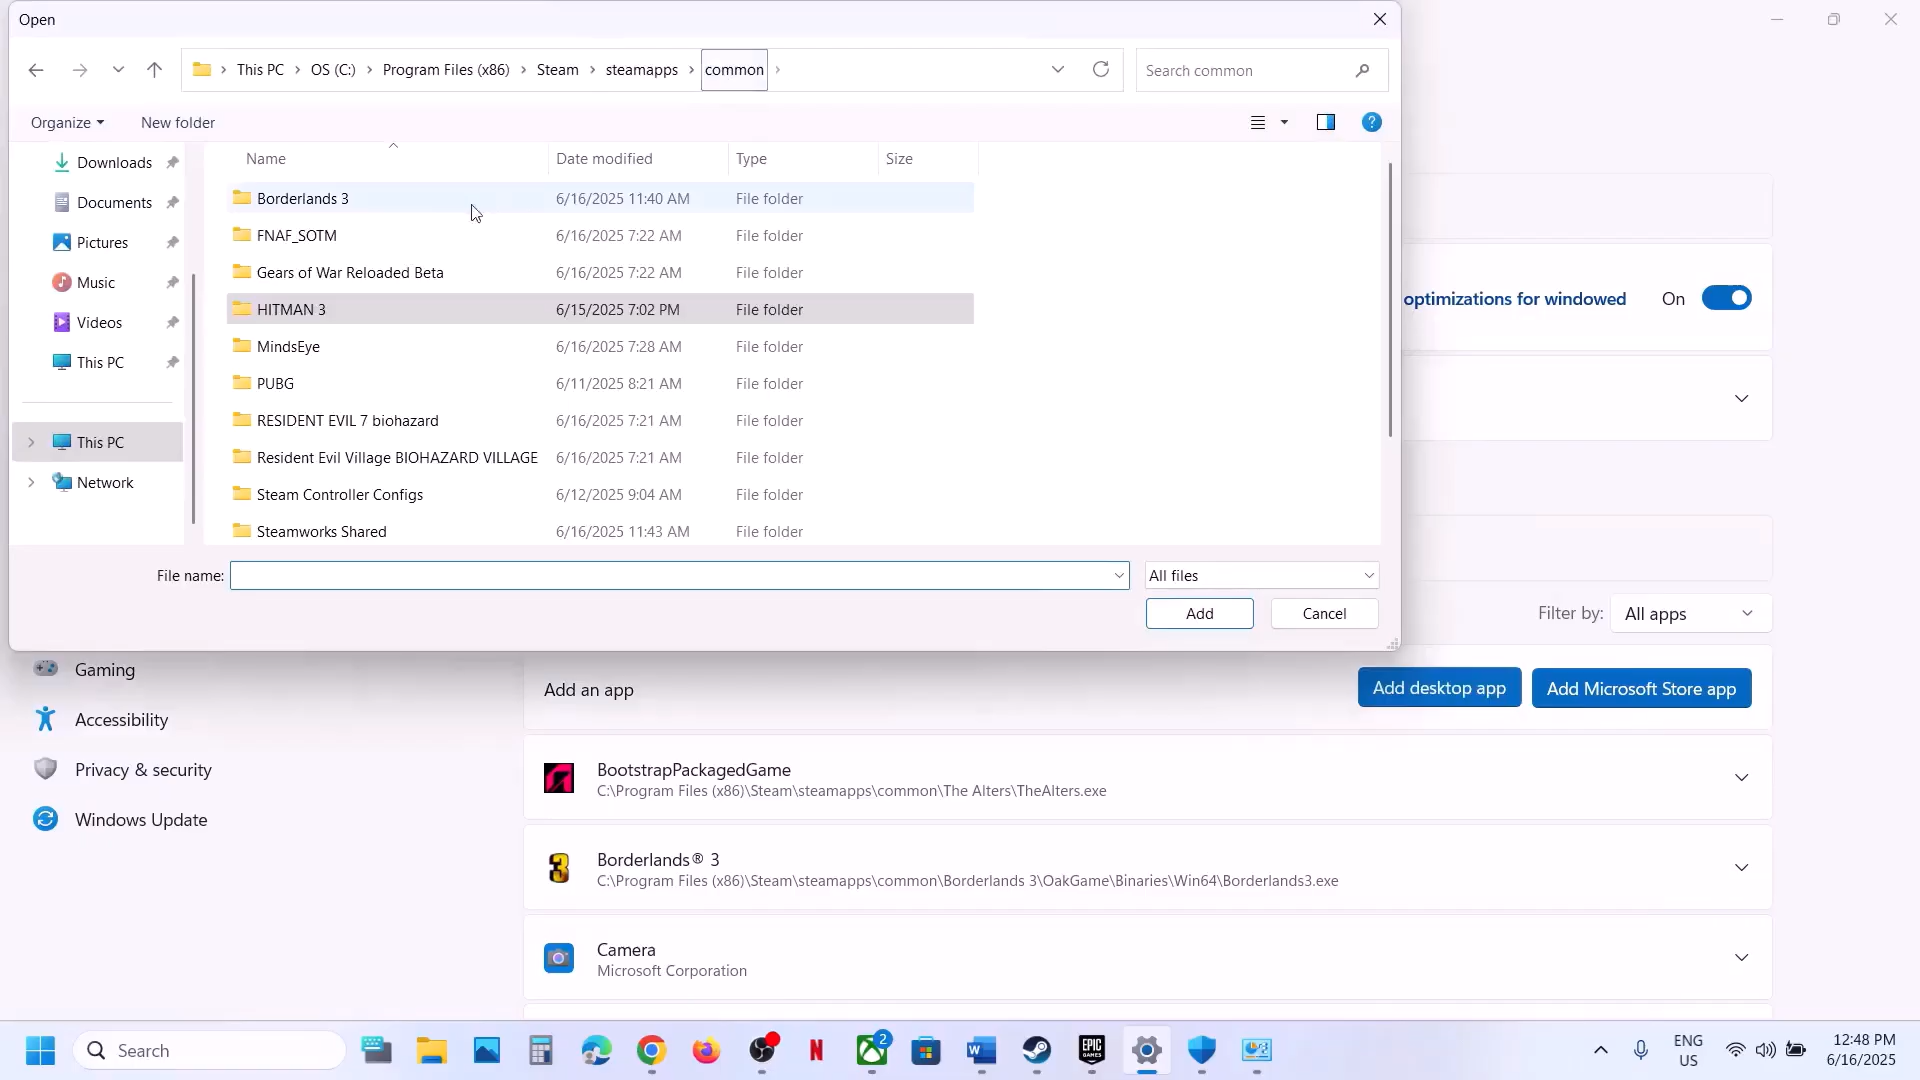 Open
This PC
OS (C:)
Program Files (x86)
Steam
steamapps
common
Search common
Organize
New folder
Name
Date modified
Type
Size
Downloads
Documents
Pictures
Music
Videos
This PC
This PC
Network
Borderlands 3 6/16/2025 11:40 AM File folder
FNAF_SOTM 6/16/2025 7:22 AM File folder
Gears of War Reloaded Beta 6/16/2025 7:22 AM File folder
HITMAN 3 6/15/2025 7:02 PM File folder
MindsEye 6/16/2025 7:28 AM File folder
PUBG 6/11/2025 8:21 AM File folder
RESIDENT EVIL 7 biohazard 6/16/2025 7:21 AM File folder
Resident Evil Village BIOHAZARD VILLAGE 6/16/2025 7:21 AM File folder
Steam Controller Configs 6/12/2025 9:04 AM File folder
Steamworks Shared 6/16/2025 11:43 AM File folder
File name:
All files
Add
Cancel
optimizations for windowed
On
Filter by:
All apps
Gaming
Accessibility
Privacy & security
Windows Update
Add an app
Add desktop app
Add Microsoft Store app
BootstrapPackagedGame
C:\Program Files (x86)\Steam\steamapps\common\The Alters\TheAlters.exe
Borderlands® 3
C:\Program Files (x86)\Steam\steamapps\common\Borderlands 3\OakGame\Binaries\Win64\Borderlands3.exe
Camera
Microsoft Corporation
Search
N
2
W
EPIC
GAMES
ENG
US
12:48 PM
6/16/2025